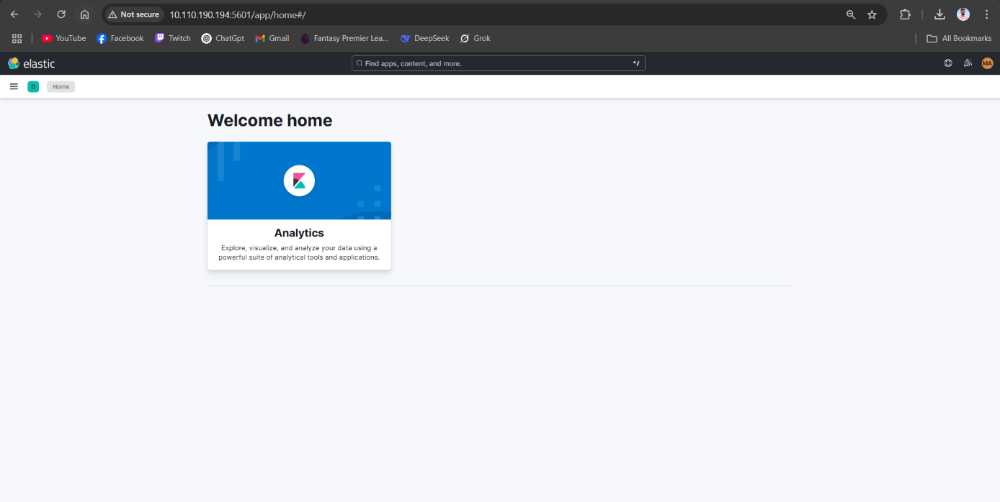 Not secure 10.110.190.194:5601/app/home#/
YouTube Facebook Twitch ChatGpt Gmail Fantasy Premier Lea... DeepSeek Grok All Bookmarks
elastic Find apps, content, and more. ^/ MA
D Home
Welcome home
Analytics
Explore, visualize, and analyze your data using a
powerful suite of analytical tools and applications.